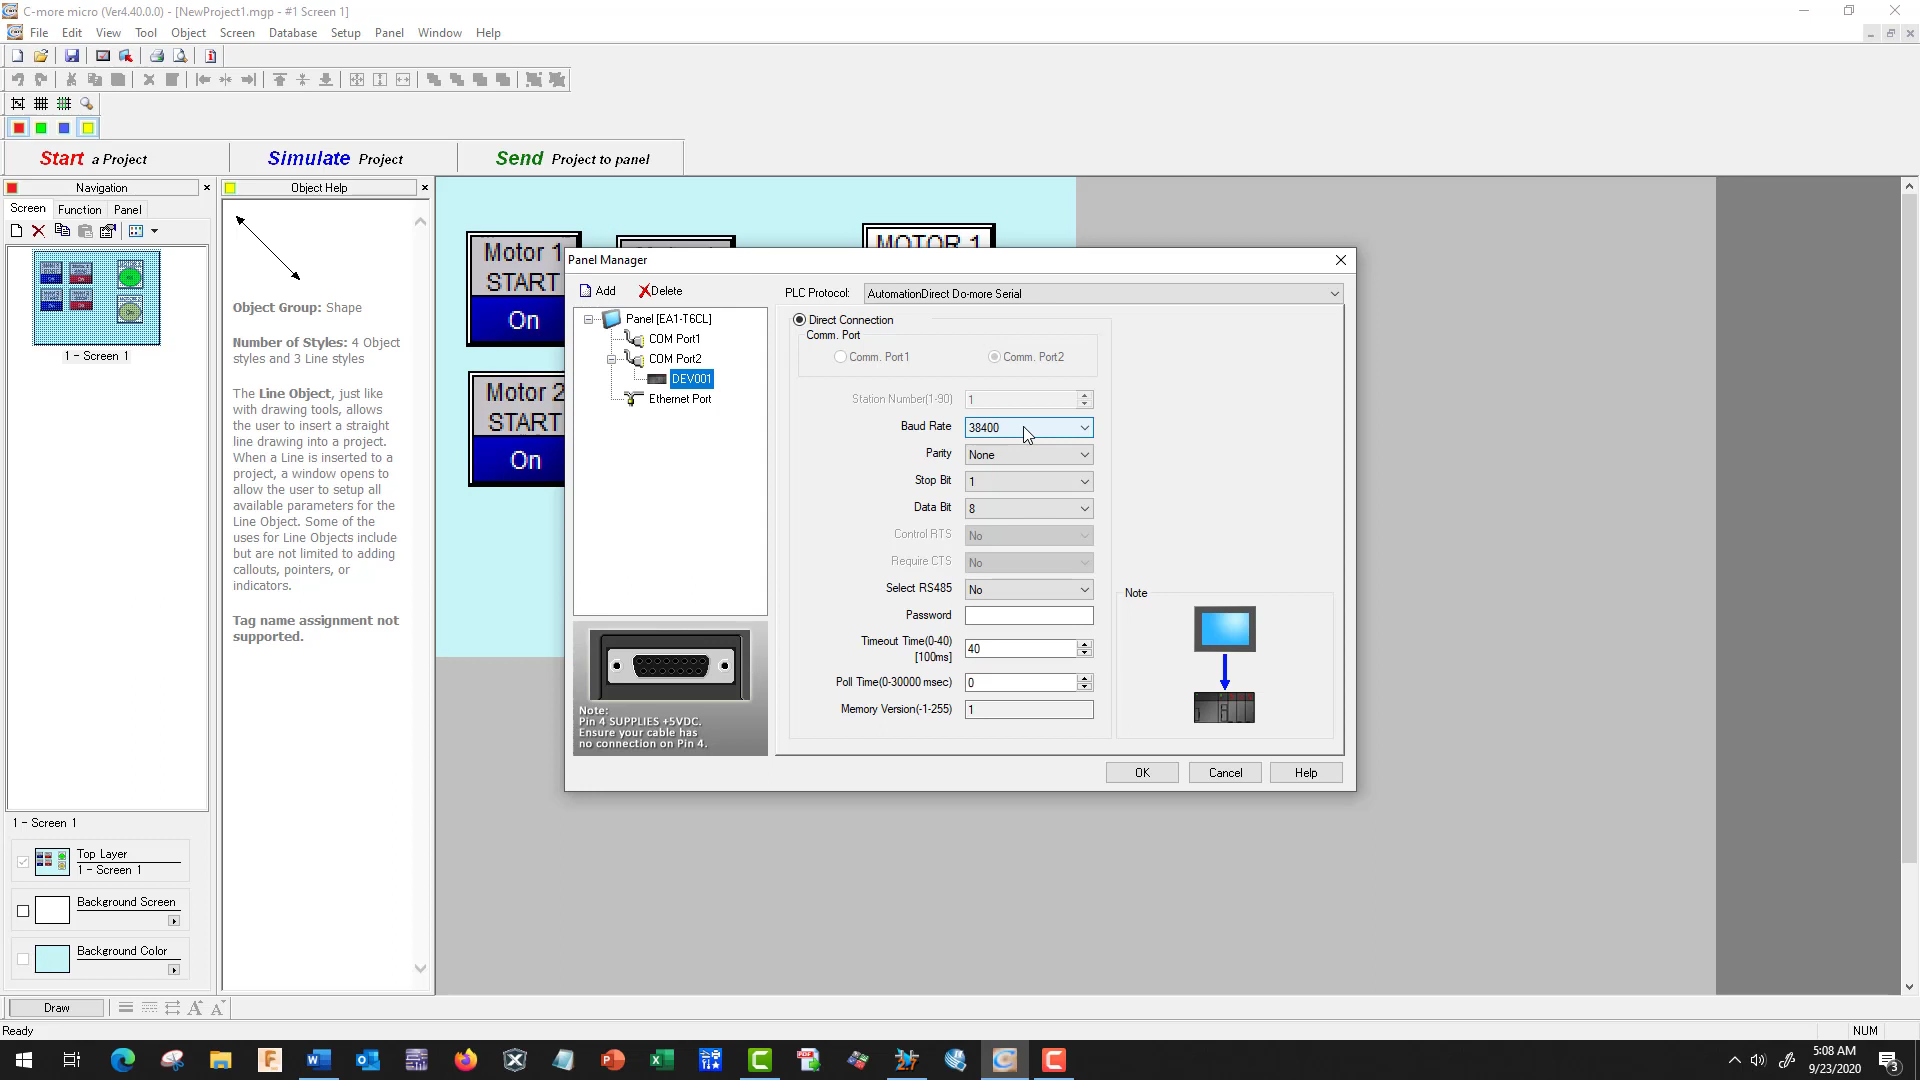 C-more micro (Ver4.40.0.0) - [NewProject1.mgp - #1 Screen 1]
File Edit View Tool Object Screen Database Setup Panel Window Help
Start a Project
Simulate Project
Send Project to panel
Navigation
Object Help
Screen Function Panel
1 - Screen 1
Object Group: Shape
Number of Styles: 4 Object
styles and 3 Line styles
The Line Object, just like
with drawing tools, allows
the user to insert a straight
line drawing into a project.
When a Line is inserted to a
project, a window opens to
allow the user to setup all
available parameters for the
Line Object. Some of the
uses for Line Objects include
but are not limited to adding
callouts, pointers, or
indicators.
Tag name assignment not
supported.
Motor 1
START
On
Motor 2
START
On
MOTOR 1
Panel Manager
Add Delete
Panel [EA1-T6CL]
COM Port1
COM Port2
DEV001
Ethernet Port
Note:
Pin 4 SUPPLIES +5VDC.
Ensure your cable has
no connection on Pin 4.
PLC Protocol: AutomationDirect Do-more Serial
Direct Connection
Comm. Port
Comm. Port1 Comm. Port2
Station Number(1-90) 1
Baud Rate 38400
Parity None
Stop Bit 1
Data Bit 8
Control RTS No
Require CTS No
Select RS485 No
Password
Timeout Time(0-40)
[100ms] 40
Poll Time(0-30000 msec) 0
Memory Version(-1-255) 1
Note
OK Cancel Help
1 - Screen 1
Top Layer
1 - Screen 1
Background Screen
Background Color
Draw
Ready
NUM
5:08 AM
9/23/2020